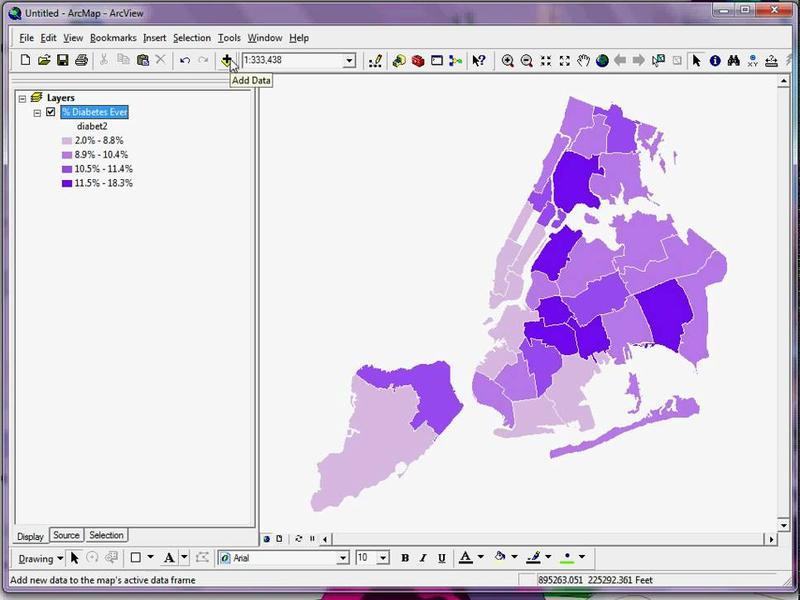 Untitled - ArcMap - ArcView
File Edit View Bookmarks Insert Selection Tools Window Help
1:333,438
Add Data
Layers
% Diabetes Ever
diabet2
2.0% - 8.8%
8.9% - 10.4%
10.5% - 11.4%
11.5% - 18.3%
Display Source Selection
Drawing A Arial 10 B I U A
Add new data to the map's active data frame 895263.051 225292.361 Feet